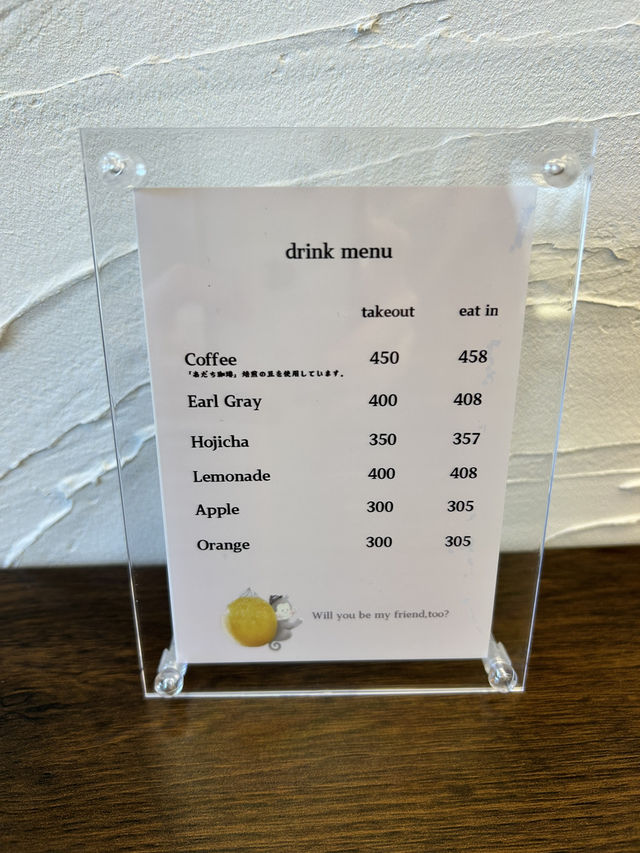 drink menu
takeout eat in
Coffee 450 458
「あだち珈琲」焙煎の豆を使用しています。
Earl Gray 400 408
Hojicha 350 357
Lemonade 400 408
Apple 300 305
Orange 300 305
Will you be my friend,too?